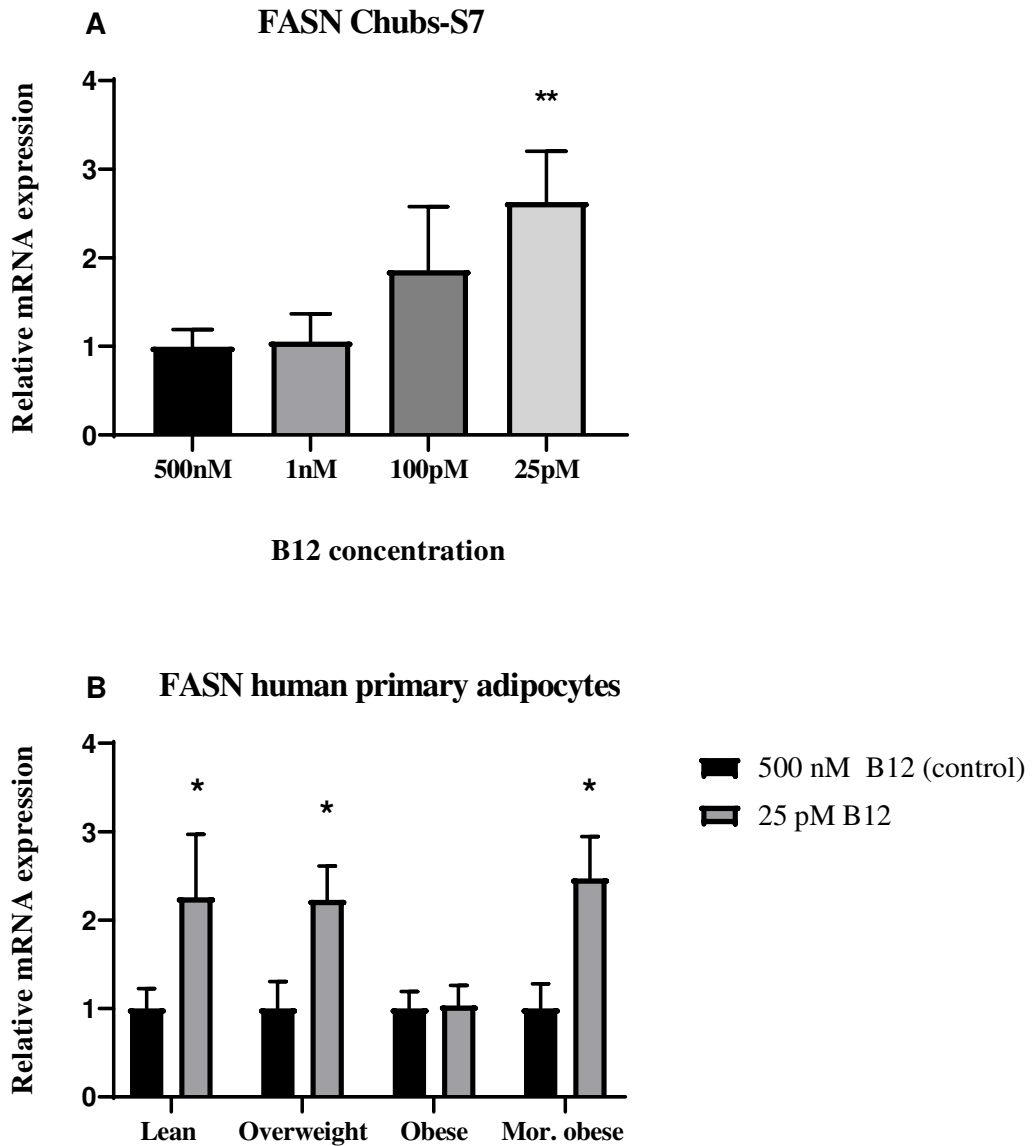 A FASN Chubs-S7
Relative mRNA expression
4
**
3
2
1
0
500nM 1nM 100pM 25pM
B12 concentration
B FASN human primary adipocytes
Relative mRNA expression
4
* * *
3
2
1
0
Lean Overweight Obese Mor. obese
500 nM B12 (control)
25 pM B12